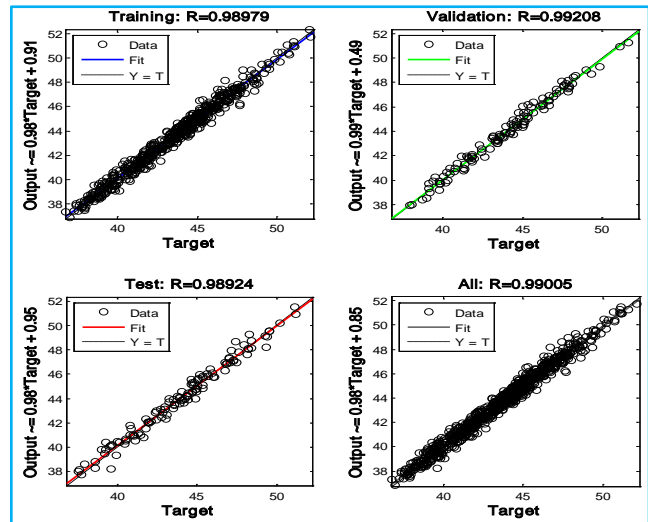 Training: R=0.98979
Output ~= 0.98*Target + 0.91
52
50
48
46
44
42
40
38
Data
Fit
Y = T
40
45
50
Target
Validation: R=0.99208
Output ~= 0.99*Target + 0.49
52
50
48
46
44
42
40
38
Data
Fit
Y = T
40
45
50
Target
Test: R=0.98924
Output ~= 0.98*Target + 0.95
52
50
48
46
44
42
40
38
Data
Fit
Y = T
40
45
50
Target
All: R=0.99005
Output ~= 0.98*Target + 0.85
52
50
48
46
44
42
40
38
Data
Fit
Y = T
40
45
50
Target